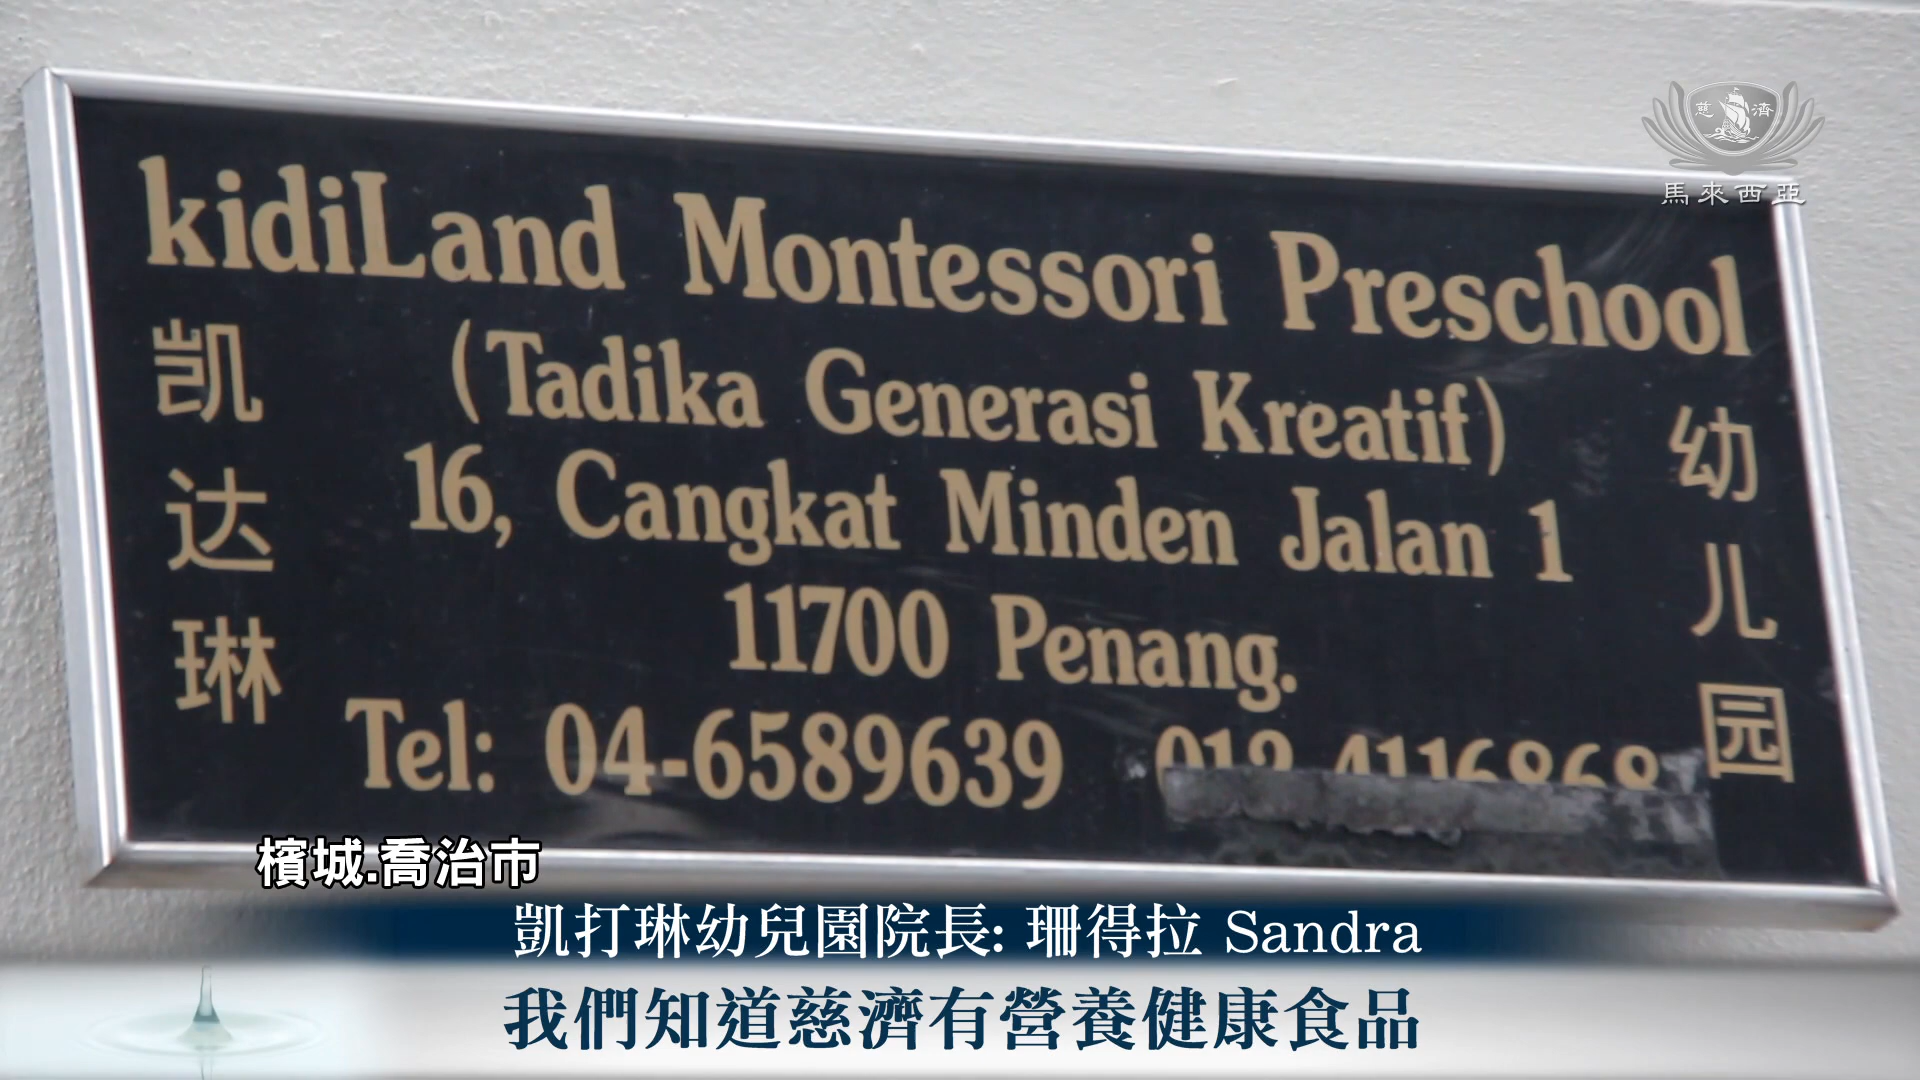 慈濟
馬來西亞
kidiLand Montessori Preschool
(Tadika Generasi Kreatif)
16, Cangkat Minden Jalan 1
11700 Penang.
Tel: 04-6589639 012 4116868
凯达琳
幼儿园
檳城.喬治市
凱打琳幼兒園院長: 珊得拉 Sandra
我們知道慈濟有營養健康食品